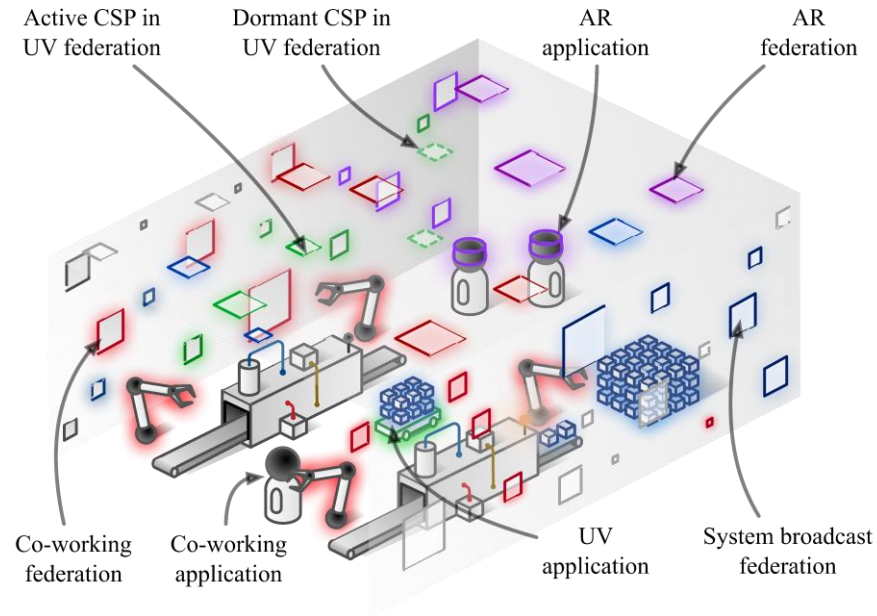 Active CSP in
UV federation
Dormant CSP in
UV federation
AR
application
AR
federation
Co-working
federation
Co-working
application
UV
application
System broadcast
federation